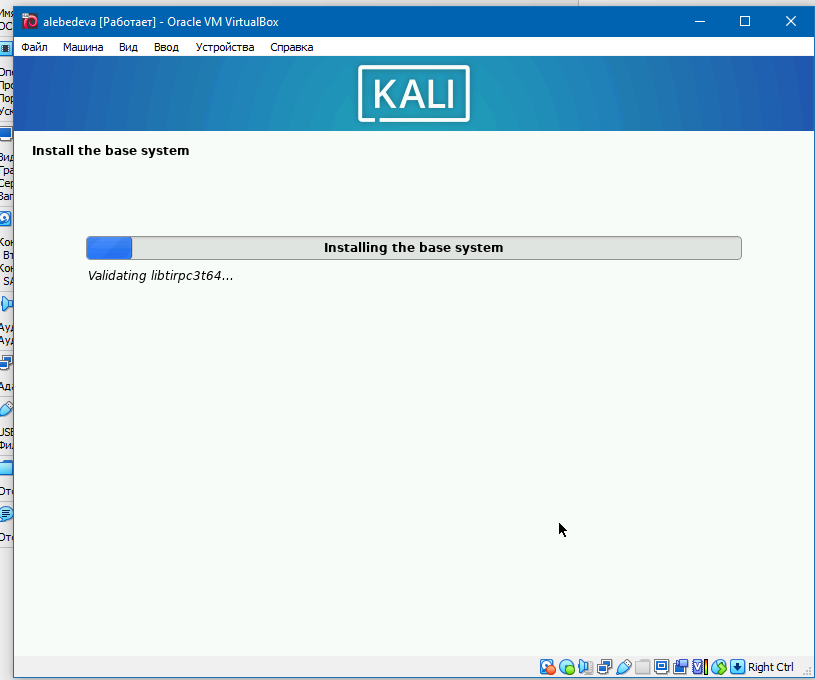 alebedeva [Работает] - Oracle VM VirtualBox
Файл Машина Вид Ввод Устройства Справка
KALI
Install the base system
Installing the base system
Validating libtirpc3t64...
Right Ctrl